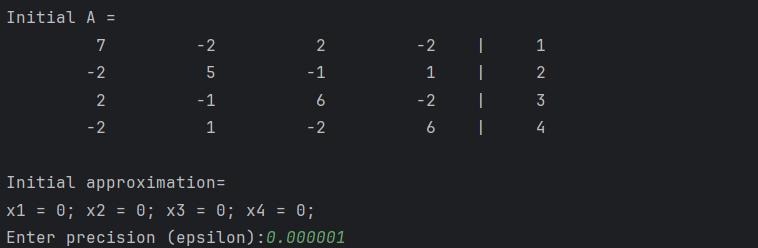 Initial A =
7 -2 2 -2 | 1
-2 5 -1 1 | 2
2 -1 6 -2 | 3
-2 1 -2 6 | 4
Initial approximation=
x1 = 0; x2 = 0; x3 = 0; x4 = 0;
Enter precision (epsilon):0.000001